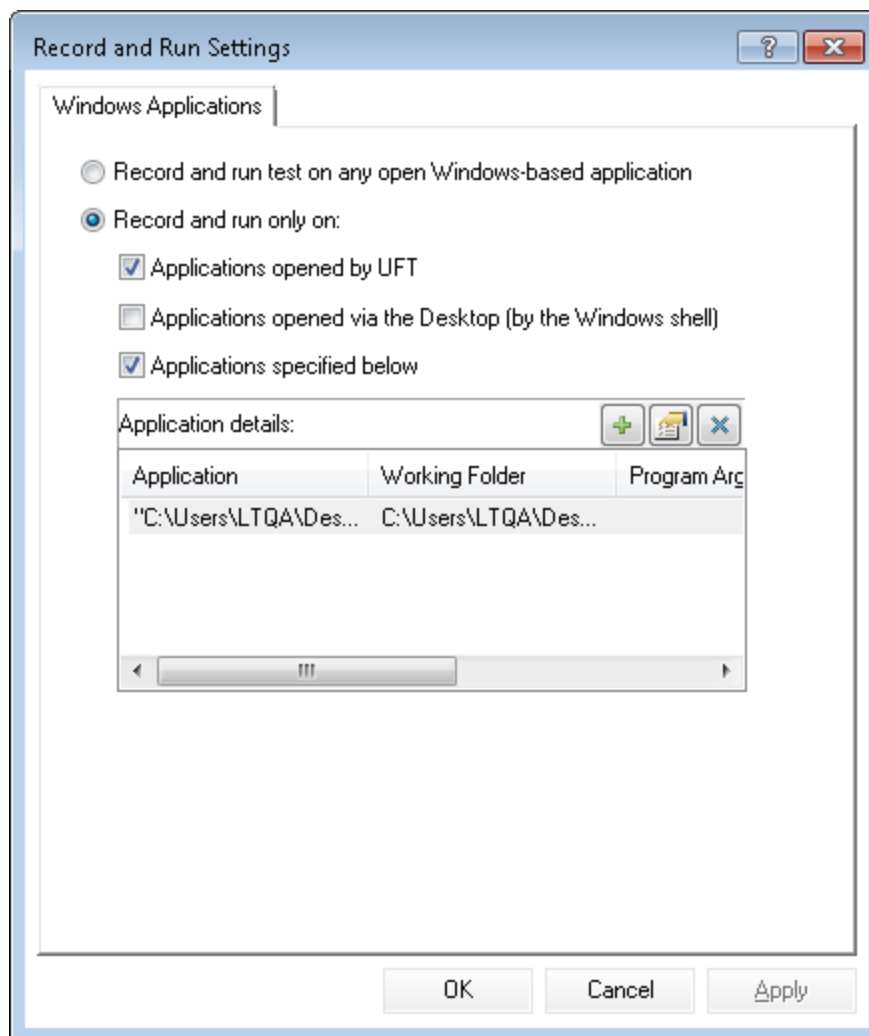 Record and Run Settings
Windows Applications
Record and run test on any open Windows-based application
Record and run only on:
Applications opened by UFT
Applications opened via the Desktop (by the Windows shell)
Applications specified below
Application details:
Application Working Folder Program Arg
"C:\Users\LTQA\Des... C:\Users\LTQA\Des...
OK Cancel Apply